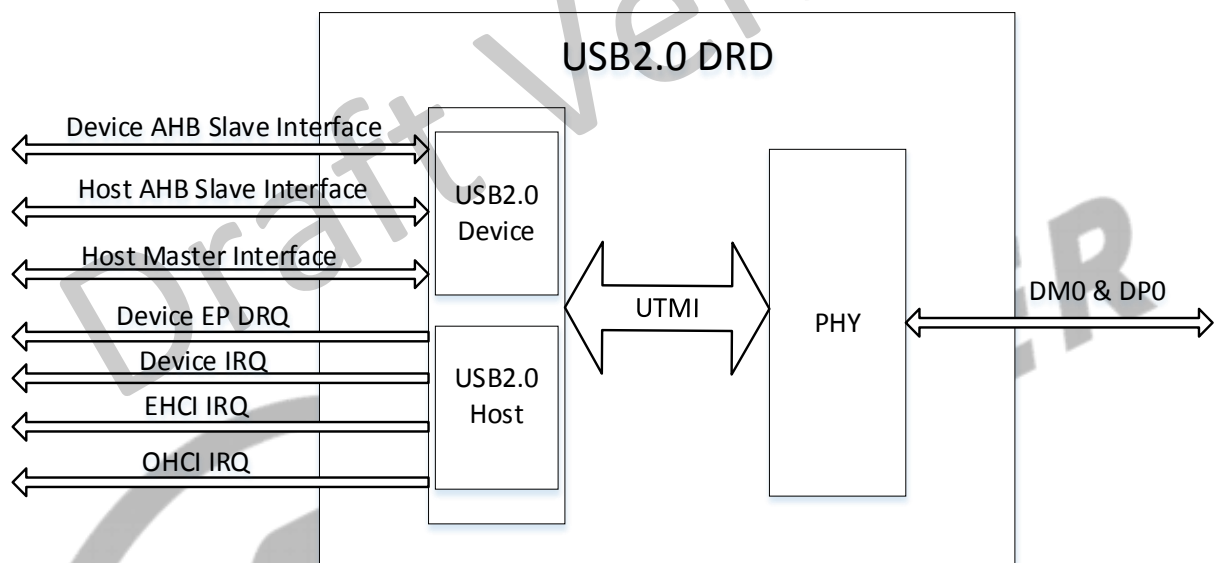 USB2.0 DRD
Device AHB Slave Interface
Host AHB Slave Interface
Host Master Interface
Device EP DRQ
Device IRQ
EHCI IRQ
OHCI IRQ
USB2.0
Device
USB2.0
Host
UTMI
PHY
DM0 & DP0
Draft